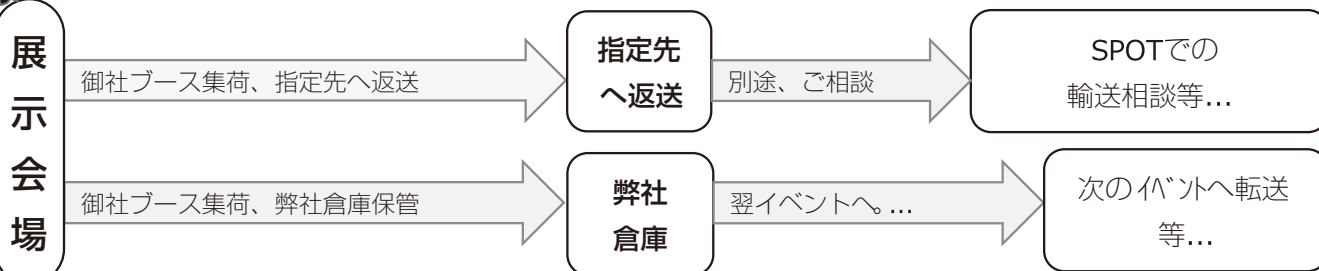 展示会場
御社ブース集荷、指定先へ返送
指定先
へ返送
別途、ご相談
SPOTでの
輸送相談等…
御社ブース集荷、弊社倉庫保管
弊社
倉庫
翌イベントへ。…
次のイベントへ転送
等…